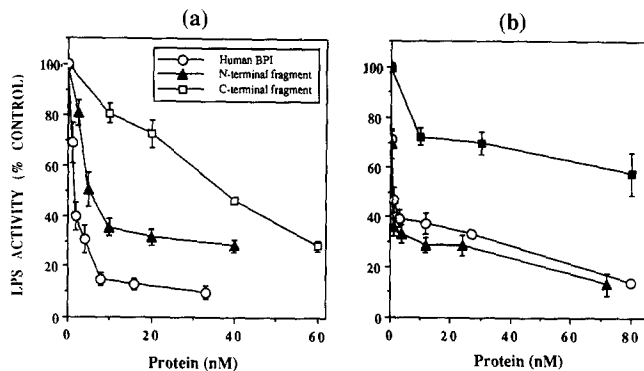 (a)
(b)
Human BPI
N-terminal fragment
C-terminal fragment
LPS ACTIVITY (% CONTROL)
100
80
60
40
20
0
0 20 40 60
Protein (nM)
100
80
60
40
20
0
0 20 40 60 80
Protein (nM)